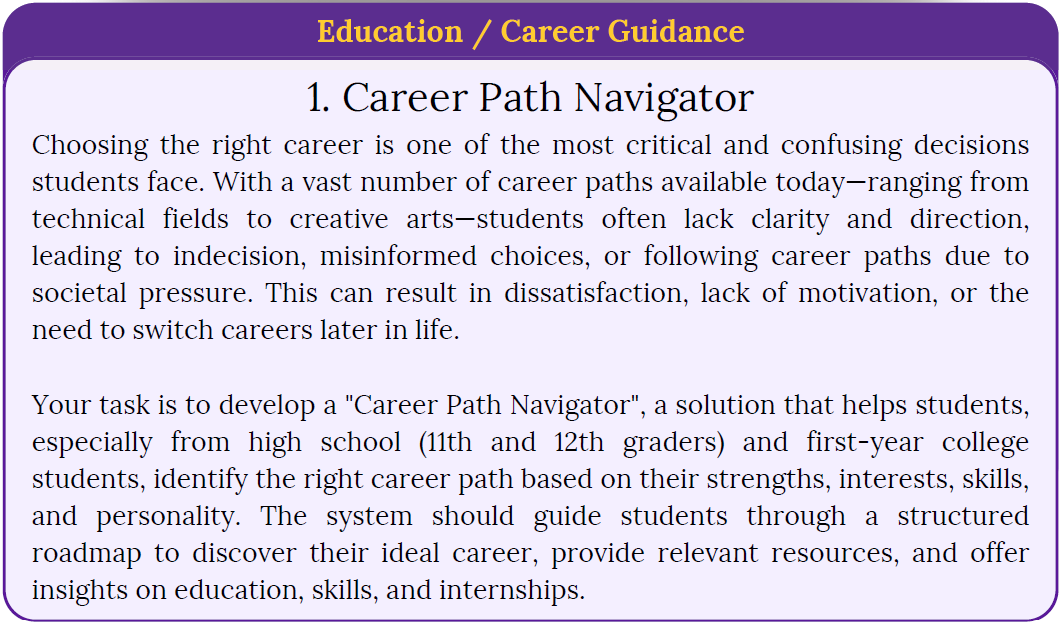 Education / Career Guidance
1. Career Path Navigator
Choosing the right career is one of the most critical and confusing decisions
students face. With a vast number of career paths available today—ranging from
technical fields to creative arts—students often lack clarity and direction,
leading to indecision, misinformed choices, or following career paths due to
societal pressure. This can result in dissatisfaction, lack of motivation, or the
need to switch careers later in life.
Your task is to develop a "Career Path Navigator", a solution that helps students,
especially from high school (11th and 12th graders) and first-year college
students, identify the right career path based on their strengths, interests, skills,
and personality. The system should guide students through a structured
roadmap to discover their ideal career, provide relevant resources, and offer
insights on education, skills, and internships.